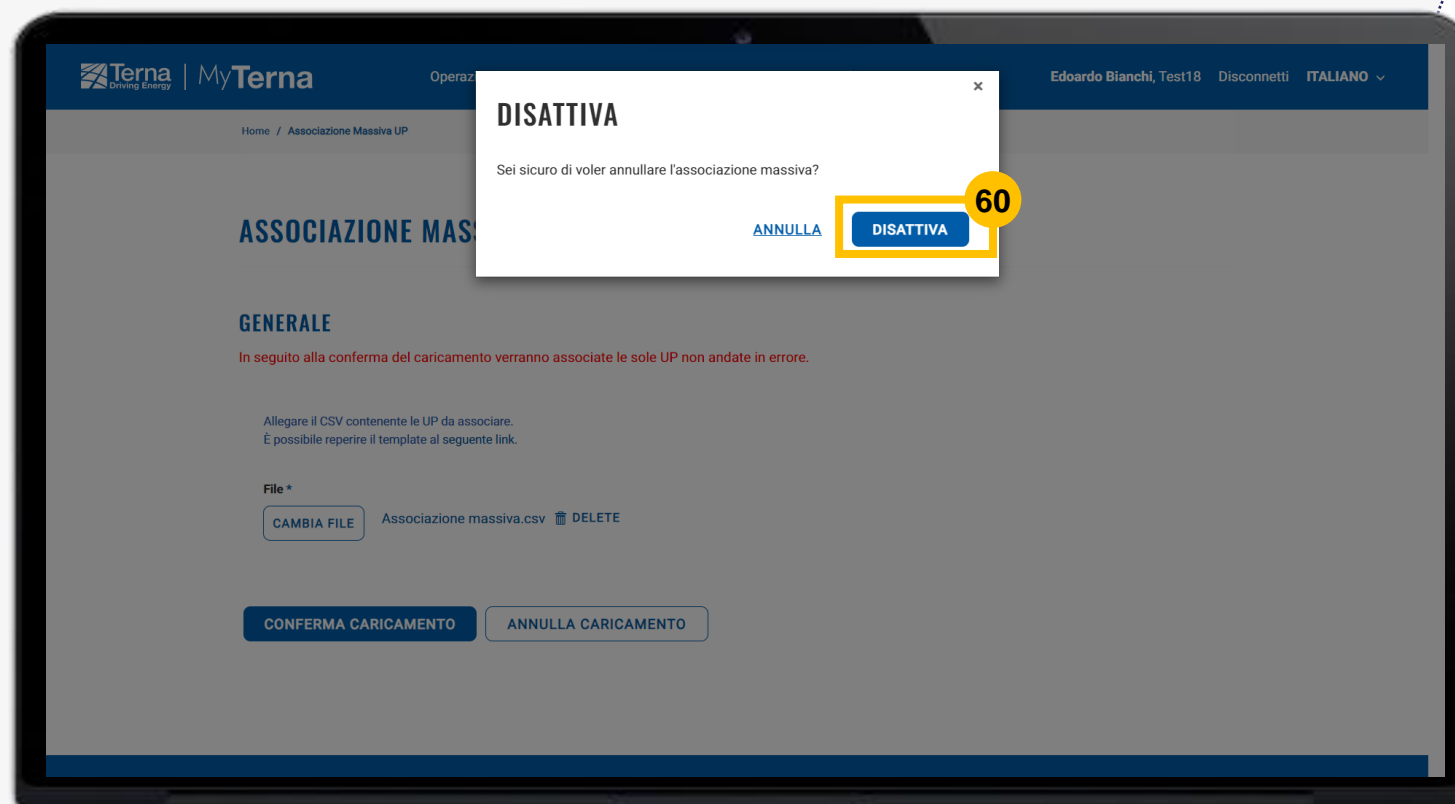 Terna
Driving Energy
MyTerna
Operazi
Edoardo Bianchi, Test18 Disconnetti ITALIANO
Home / Associazione Massiva UP
×
DISATTIVA
Sei sicuro di voler annullare l'associazione massiva?
60
ANNULLA DISATTIVA
ASSOCIAZIONE MASS
GENERALE
In seguito alla conferma del caricamento verranno associate le sole UP non andate in errore.
Allegare il CSV contenente le UP da associare.
È possibile reperire il template al seguente link.
File *
CAMBIA FILE Associazione massiva.csv DELETE
CONFERMA CARICAMENTO ANNULLA CARICAMENTO